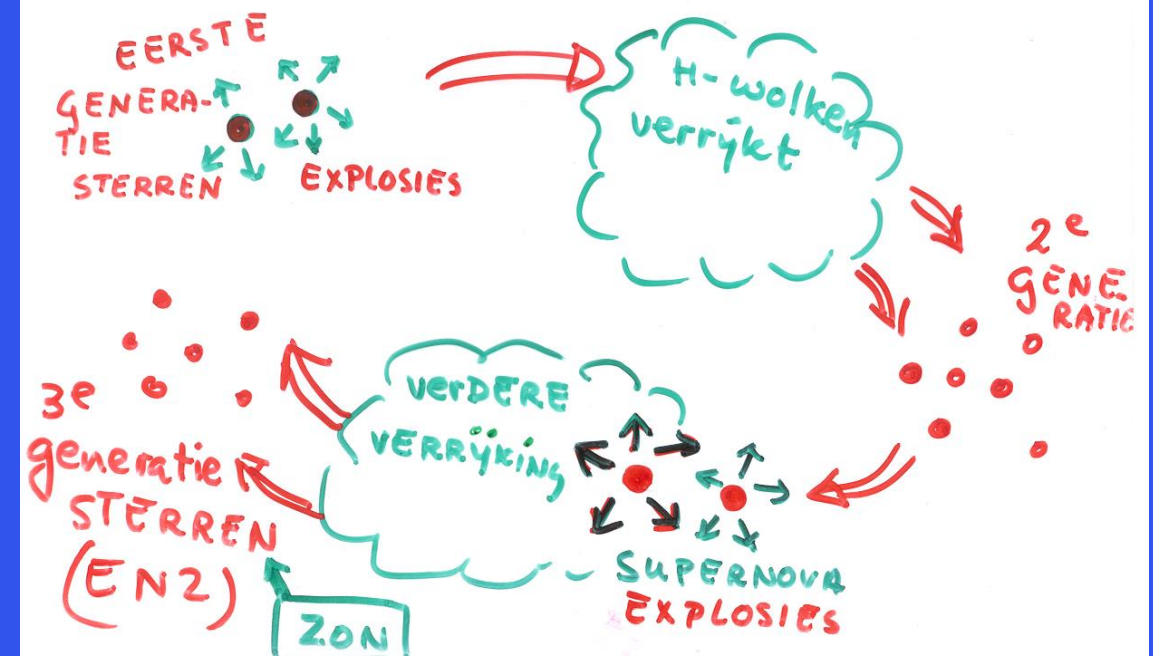 EERSTE
GENERA-
TIE
STERREN
EXPLOSIES
H-wolken
verrijkt
2e
GENE
RATIE
verDERE
VERRIJKING
SUPERNOVA
EXPLOSIES
3e
generatie
STERREN
(EN2)
ZON